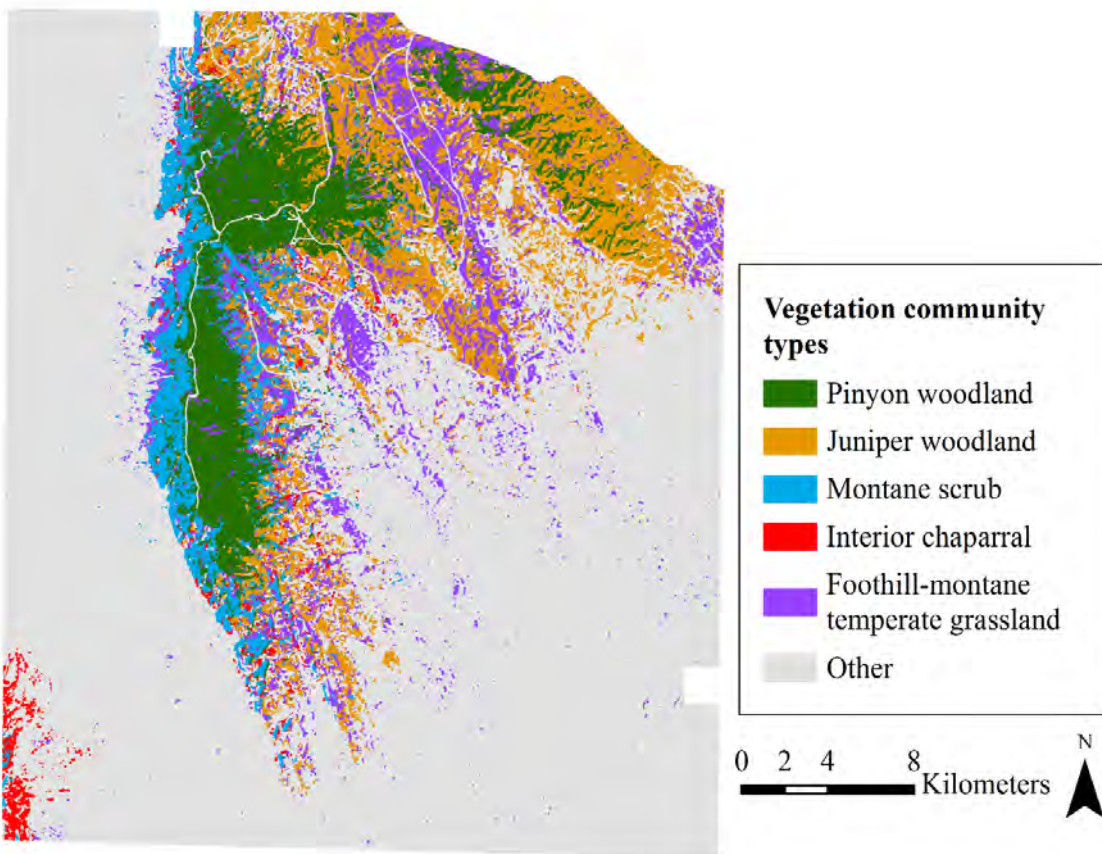 Vegetation community
types
Pinyon woodland
Juniper woodland
Montane scrub
Interior chaparral
Foothill-montane
temperate grassland
Other
0 2 4 8
Kilometers
N